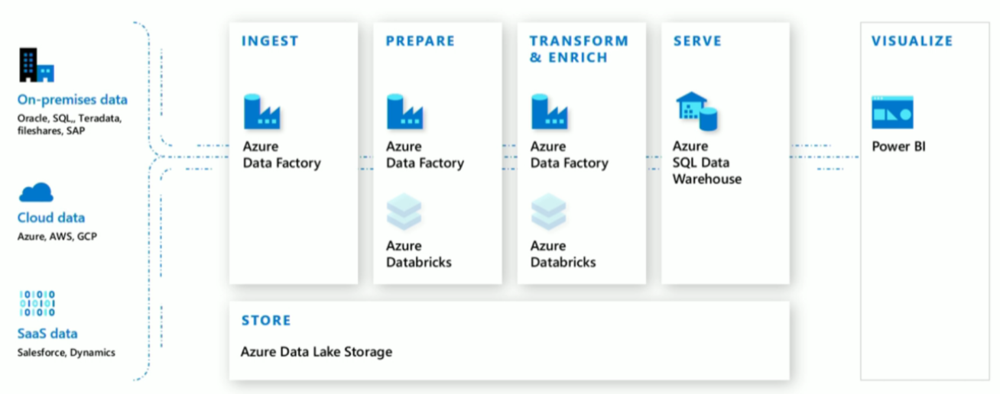 On-premises data
Oracle, SQL,, Teradata,
fileshares, SAP
Cloud data
Azure, AWS, GCP
01010
01010
SaaS data
Salesforce, Dynamics
INGEST
Azure
Data Factory
PREPARE
Azure
Data Factory
Azure
Databricks
TRANSFORM
& ENRICH
Azure
Data Factory
Azure
Databricks
SERVE
Azure
SQL Data
Warehouse
STORE
Azure Data Lake Storage
VISUALIZE
Power BI